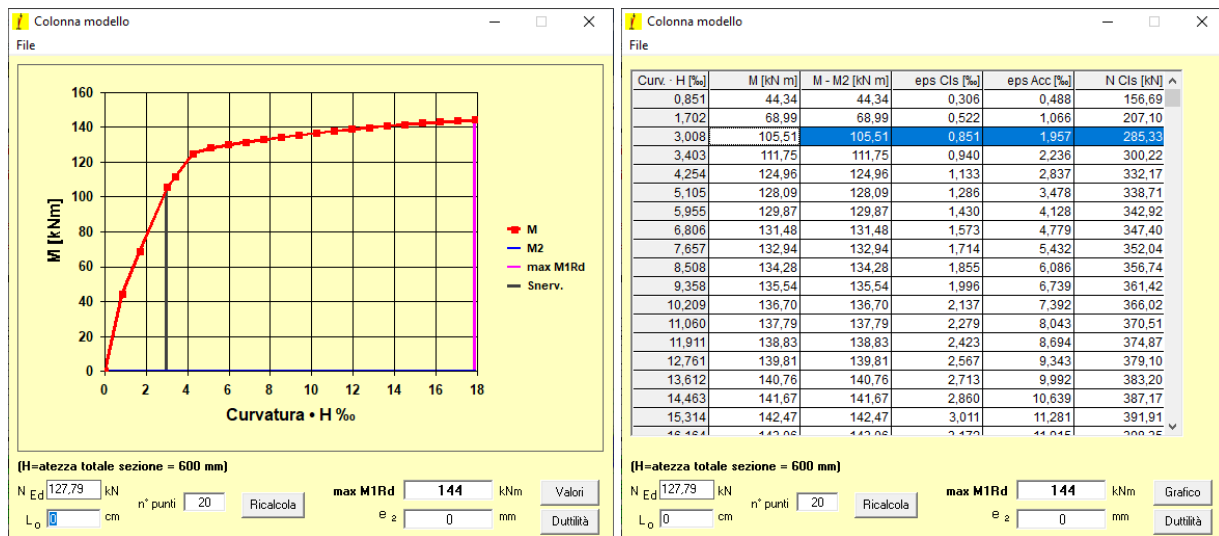 Colonna modello
File
160
140
120
100
80
60
40
20
0
M [kNm]
0 2 4 6 8 10 12 14 16 18
Curvatura • H ‰
M
M2
max M1Rd
Snerv.
(H=atezza totale sezione = 600 mm)
N Ed 127,79 kN n° punti 20 Ricalcola max M1Rd 144 kNm Valori
L o 0 cm e 2 0 mm Duttilità
Colonna modello
File
Curv. · H [‰] M [kN m] M - M2 [kN m] eps Cls [‰] eps Acc [‰] N Cls [kN]
0,851 44,34 44,34 0,306 0,488 156,69
1,702 68,99 68,99 0,522 1,066 207,10
3,008 105,51 105,51 0,851 1,957 285,33
3,403 111,75 111,75 0,940 2,236 300,22
4,254 124,96 124,96 1,133 2,837 332,17
5,105 128,09 128,09 1,286 3,478 338,71
5,955 129,87 129,87 1,430 4,128 342,92
6,806 131,48 131,48 1,573 4,779 347,40
7,657 132,94 132,94 1,714 5,432 352,04
8,508 134,28 134,28 1,855 6,086 356,74
9,358 135,54 135,54 1,996 6,739 361,42
10,209 136,70 136,70 2,137 7,392 366,02
11,060 137,79 137,79 2,279 8,043 370,51
11,911 138,83 138,83 2,423 8,694 374,87
12,761 139,81 139,81 2,567 9,343 379,10
13,612 140,76 140,76 2,713 9,992 383,20
14,463 141,67 141,67 2,860 10,639 387,17
15,314 142,47 142,47 3,011 11,281 391,91
(H=atezza totale sezione = 600 mm)
N Ed 127,79 kN n° punti 20 Ricalcola max M1Rd 144 kNm Grafico
L o 0 cm e 2 0 mm Duttilità